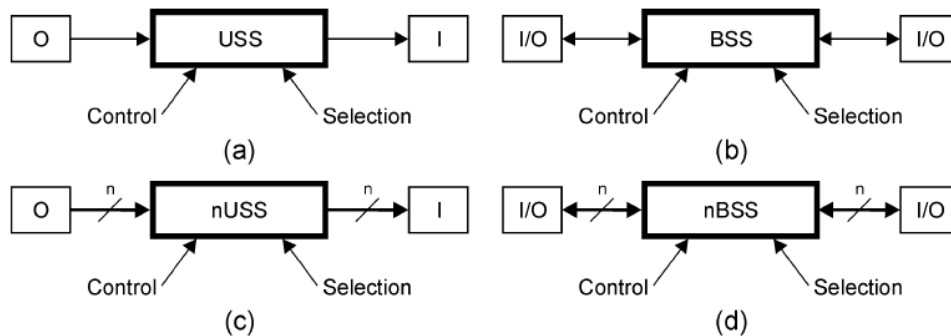 O USS I I/O BSS I/O
Control Selection Control Selection
(a) (b)
n n n n
O nUSS I I/O nBSS I/O
Control Selection Control Selection
(c) (d)